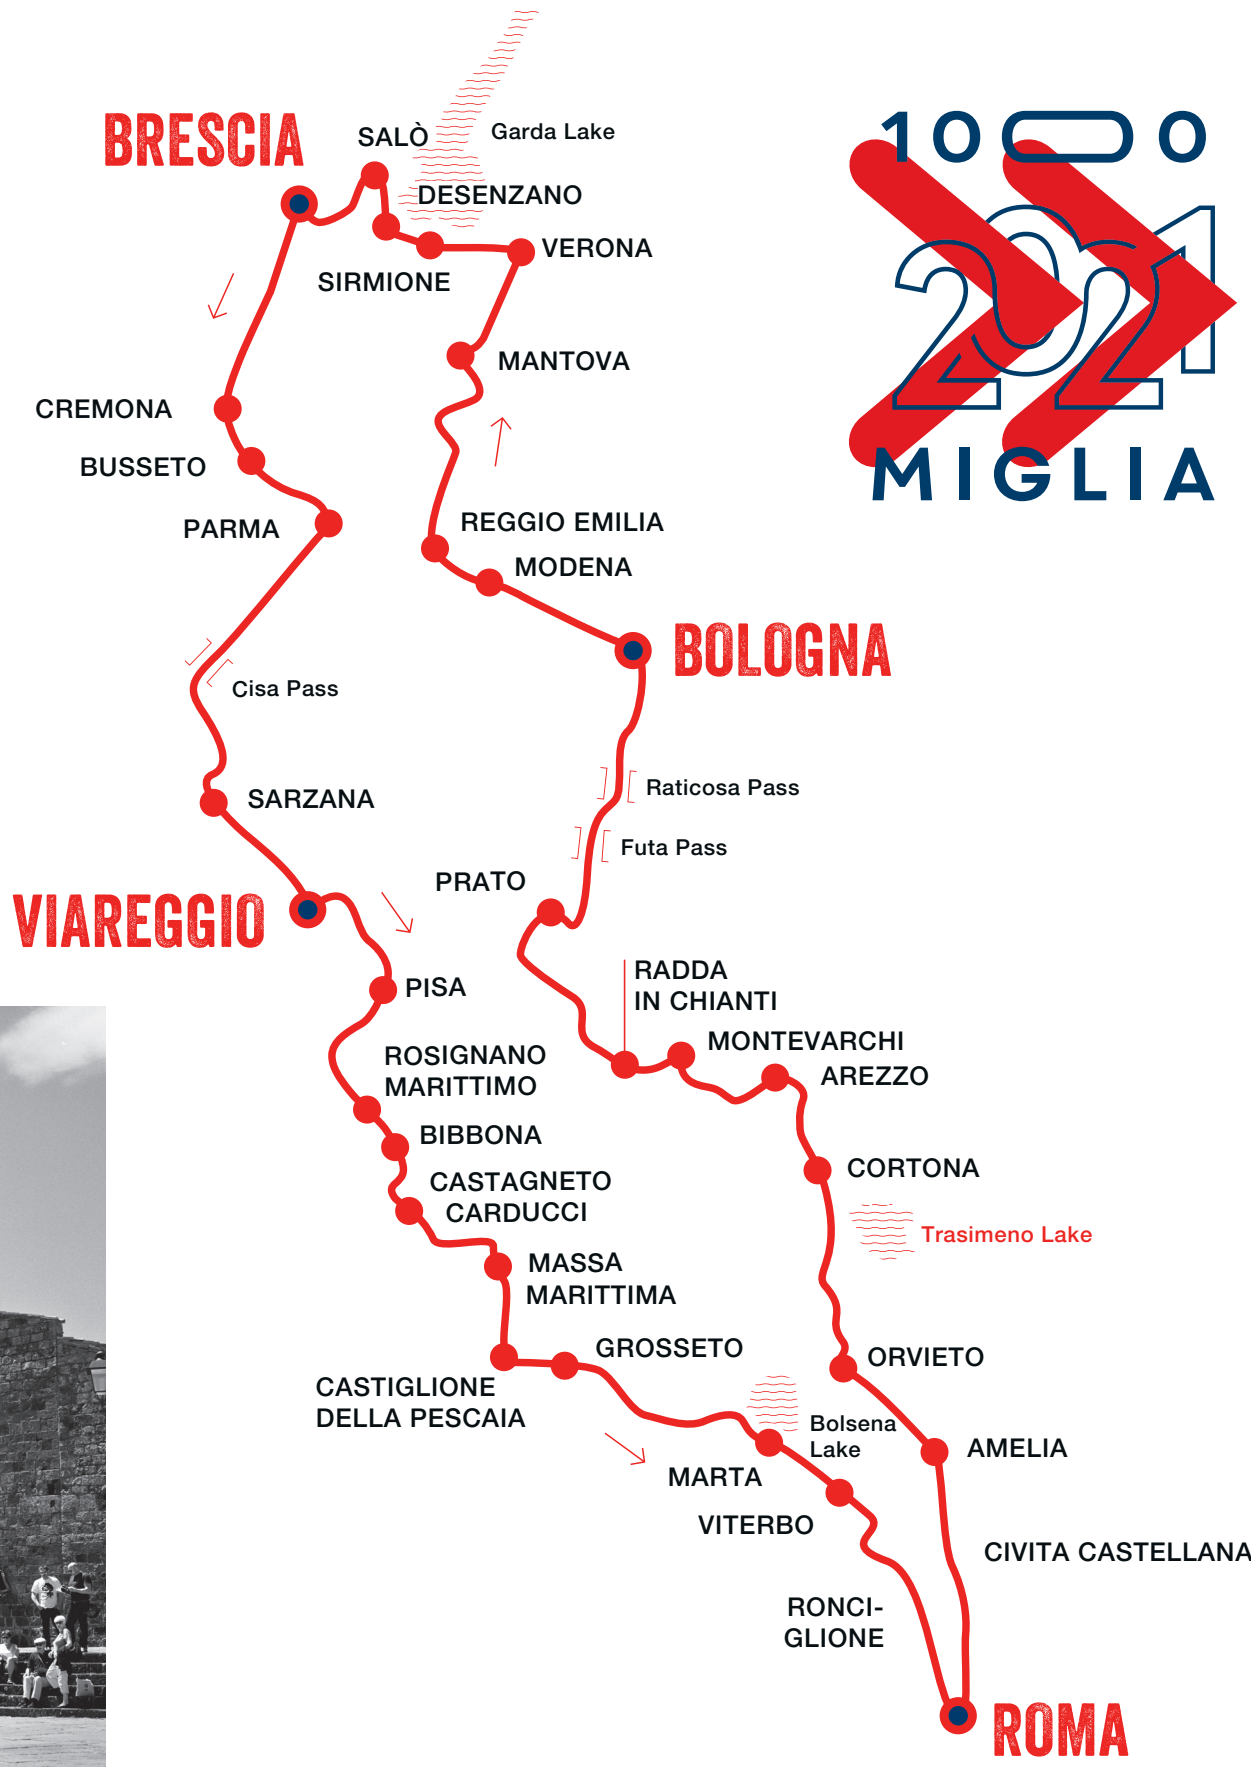 BRESCIA
SALÒ
Garda Lake
DESENZANO
VERONA
SIRMIONE
MANTOVA
CREMONA
BUSSETO
PARMA
REGGIO EMILIA
MODENA
BOLOGNA
Cisa Pass
SARZANA
Raticosa Pass
Futa Pass
PRATO
VIAREGGIO
RADDA
IN CHIANTI
PISA
MONTEVARCHI
AREZZO
ROSIGNANO
MARITTIMO
BIBBONA
CORTONA
CASTAGNETO
CARDUCCI
Trasimeno Lake
MASSA
MARITTIMA
GROSSETO
ORVIETO
CASTIGLIONE
DELLA PESCAIA
Bolsena
Lake
AMELIA
MARTA
VITERBO
CIVITA CASTELLANA
RONCI-
GLIONE
ROMA
1000
2021
MIGLIA